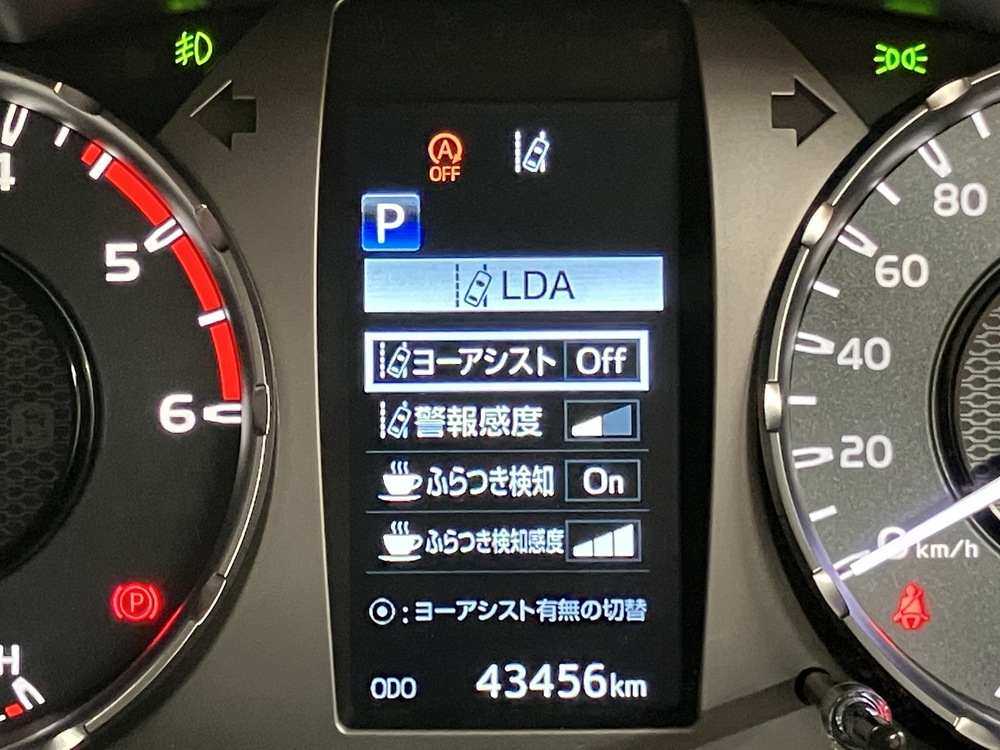 A
OFF
P
LDA
ヨーアシスト Off
警報感度
ふらつき検知 On
ふらつき検知感度
⦿:ヨーアシスト有無の切替
ODO 43456km
4
5
6
H
P
80
60
40
20
0 km/h